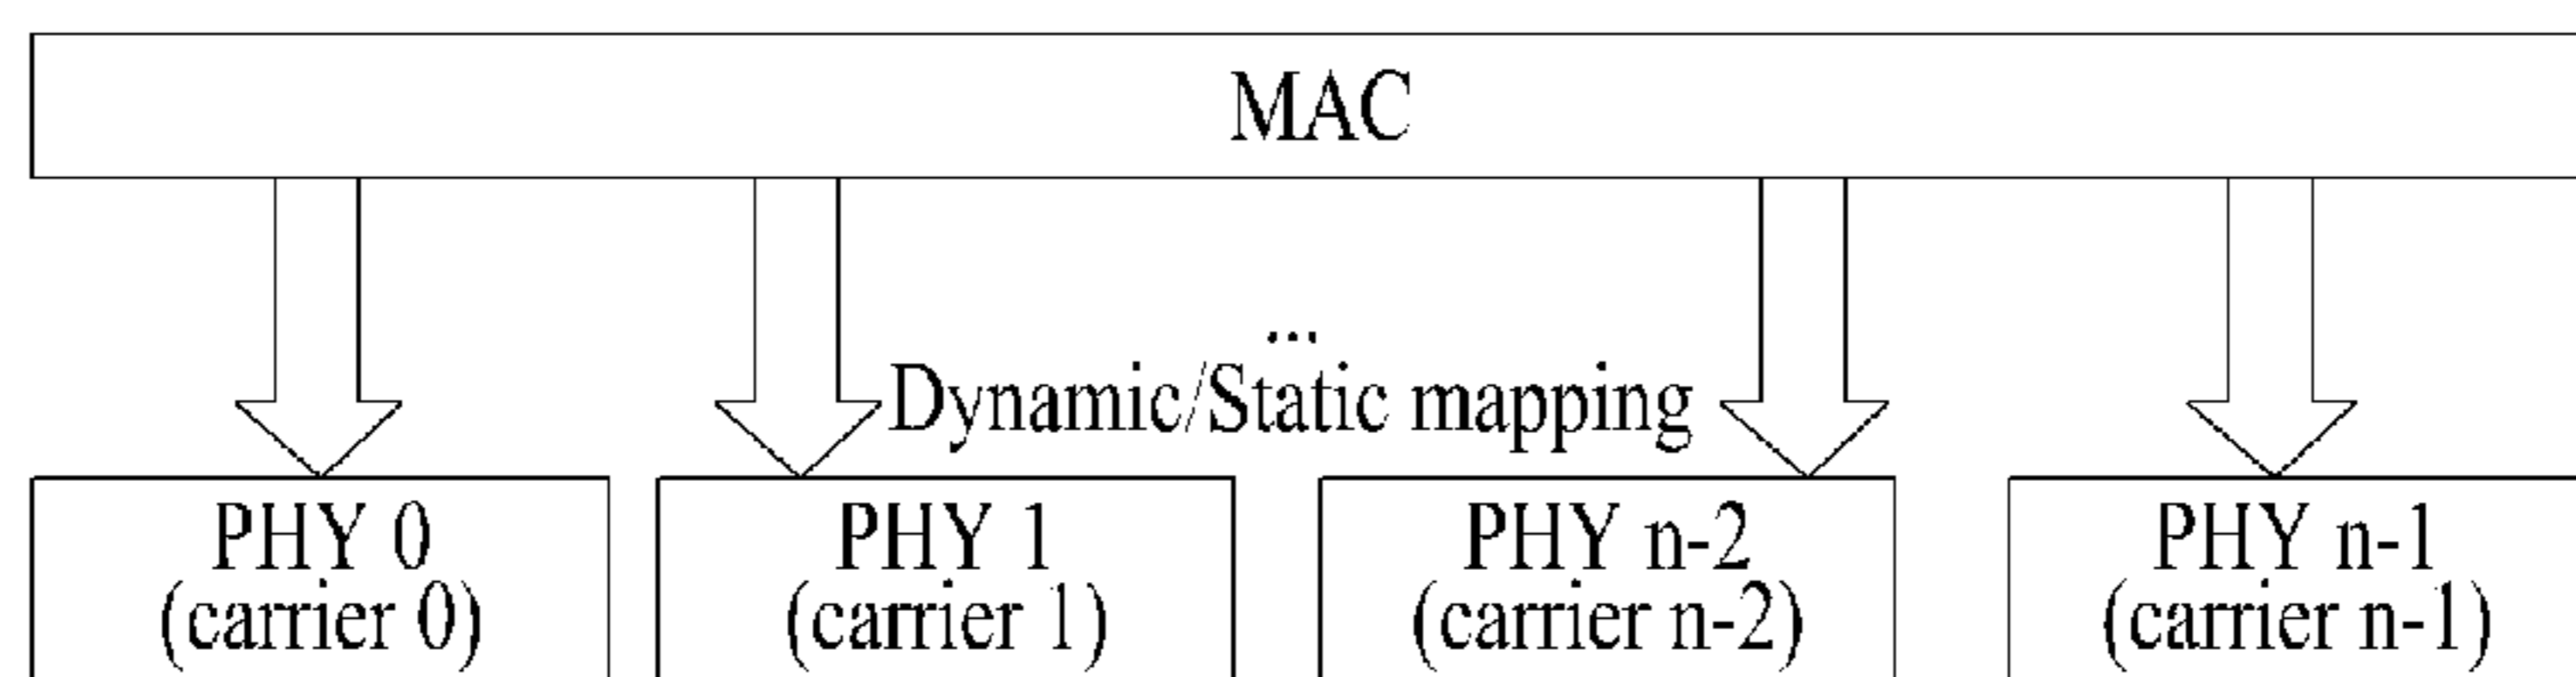 MAC
...
Dynamic/Static mapping
PHY 0
(carrier 0)
PHY 1
(carrier 1)
PHY n-2
(carrier n-2)
PHY n-1
(carrier n-1)